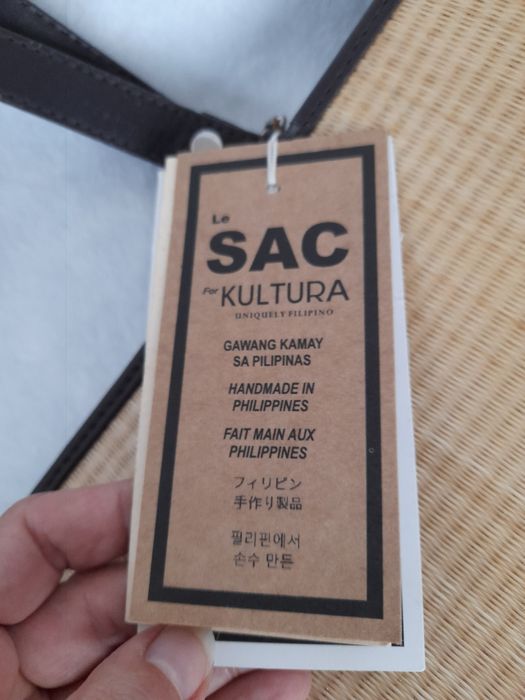 Le
SAC
For KULTURA
UNIQUELY FILIPINO
GAWANG KAMAY
SA PILIPINAS
HANDMADE IN
PHILIPPINES
FAIT MAIN AUX
PHILIPPINES
フィリピン
手作り製品
필리핀에서
손수 만든